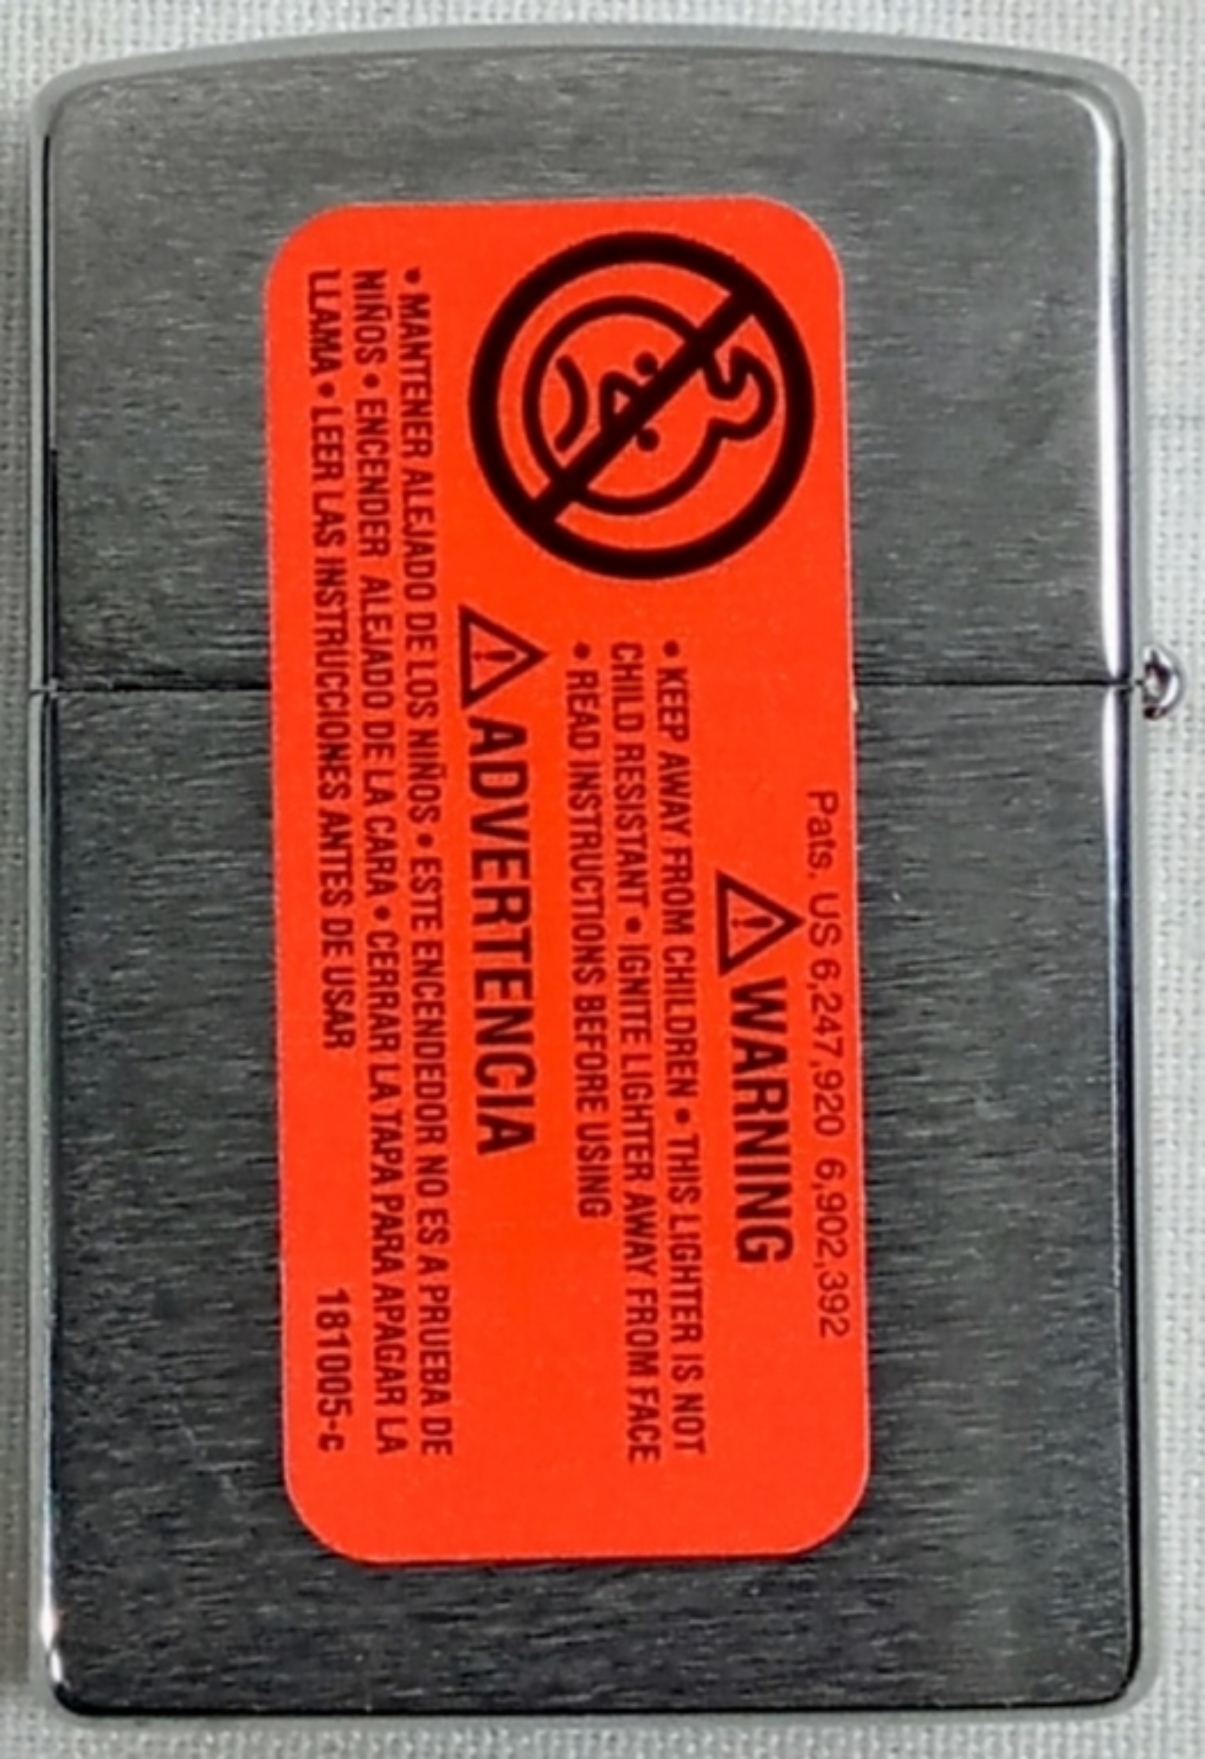 Pats. US 6,247,920 6,902,392
WARNING
• KEEP AWAY FROM CHILDREN • THIS LIGHTER IS NOT
CHILD RESISTANT • IGNITE LIGHTER AWAY FROM FACE
• READ INSTRUCTIONS BEFORE USING
ADVERTENCIA
• MANTENER ALEJADO DE LOS NIÑOS • ESTE ENCENDEDOR NO ES A PRUEBA DE
NIÑOS • ENCENDER ALEJADO DE LA CARA • CERRAR LA TAPA PARA APAGAR LA
LLAMA • LEER LAS INSTRUCCIONES ANTES DE USAR 181005-c